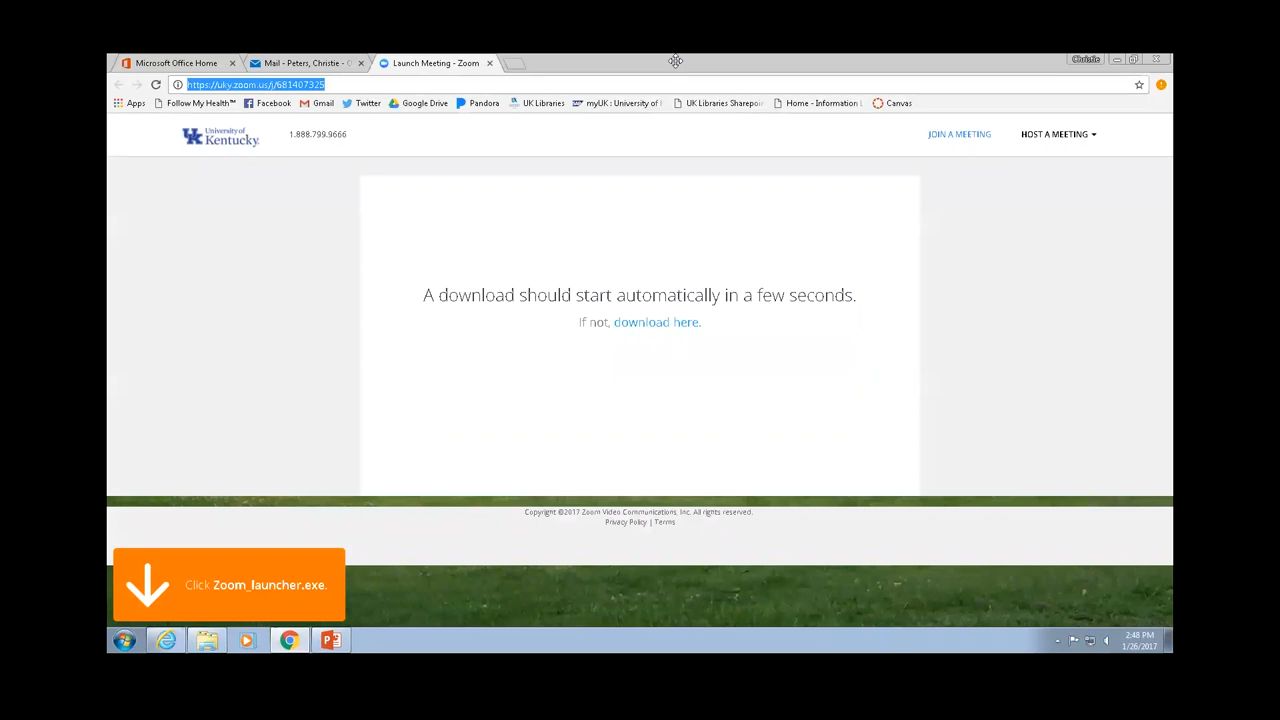 Microsoft Office Home
Mail - Peters, Christie - O
Launch Meeting - Zoom
Christie
https://uky.zoom.us/j/681407325
Apps
Follow My Health™
Facebook
Gmail
Twitter
Google Drive
Pandora
UK Libraries
myUK : University of
UK Libraries Sharepoi
Home - Information
Canvas
University of
Kentucky.
1.888.799.9666
JOIN A MEETING
HOST A MEETING
A download should start automatically in a few seconds.
If not, download here.
Copyright ©2017 Zoom Video Communications, Inc. All rights reserved.
Privacy Policy | Terms
Click Zoom_launcher.exe.
2:48 PM
1/26/2017